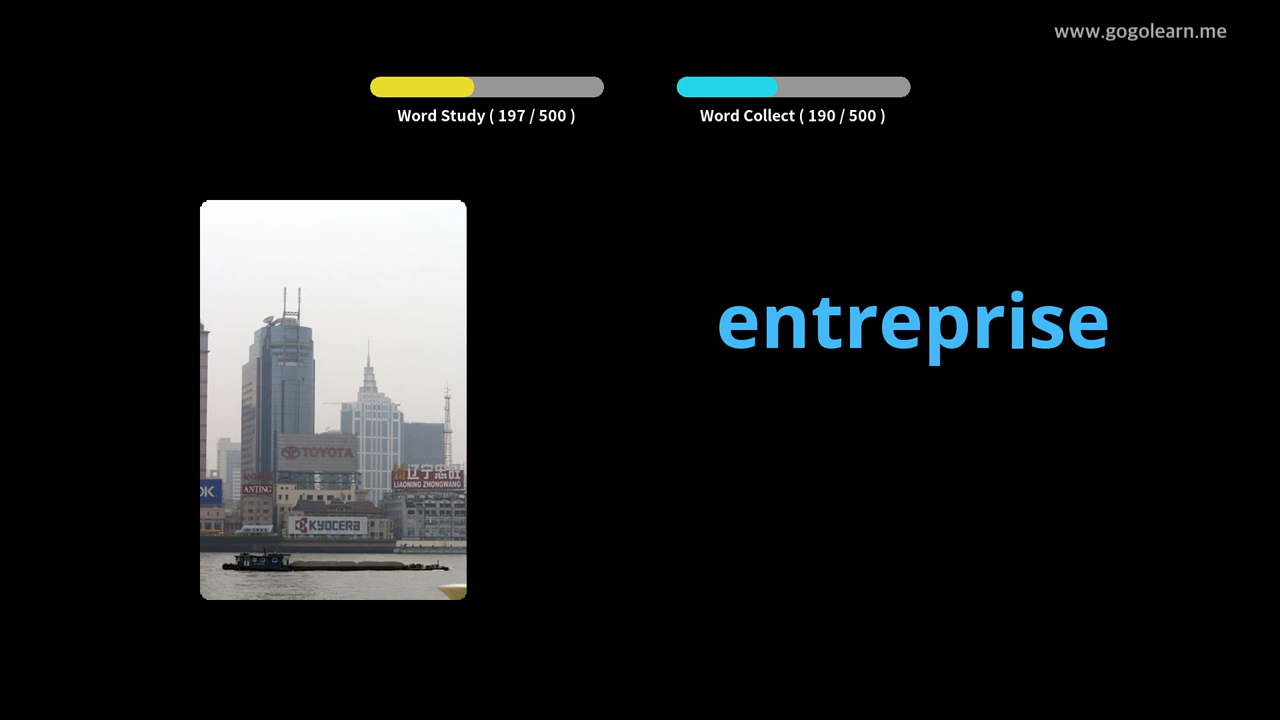 www.gogolearn.me
Word Study ( 197 / 500 )
Word Collect ( 190 / 500 )
entreprise
TOYOTA
辽宁忠旺
LIAONING ZHONGWANG
OK
ANTING
KYOCERA